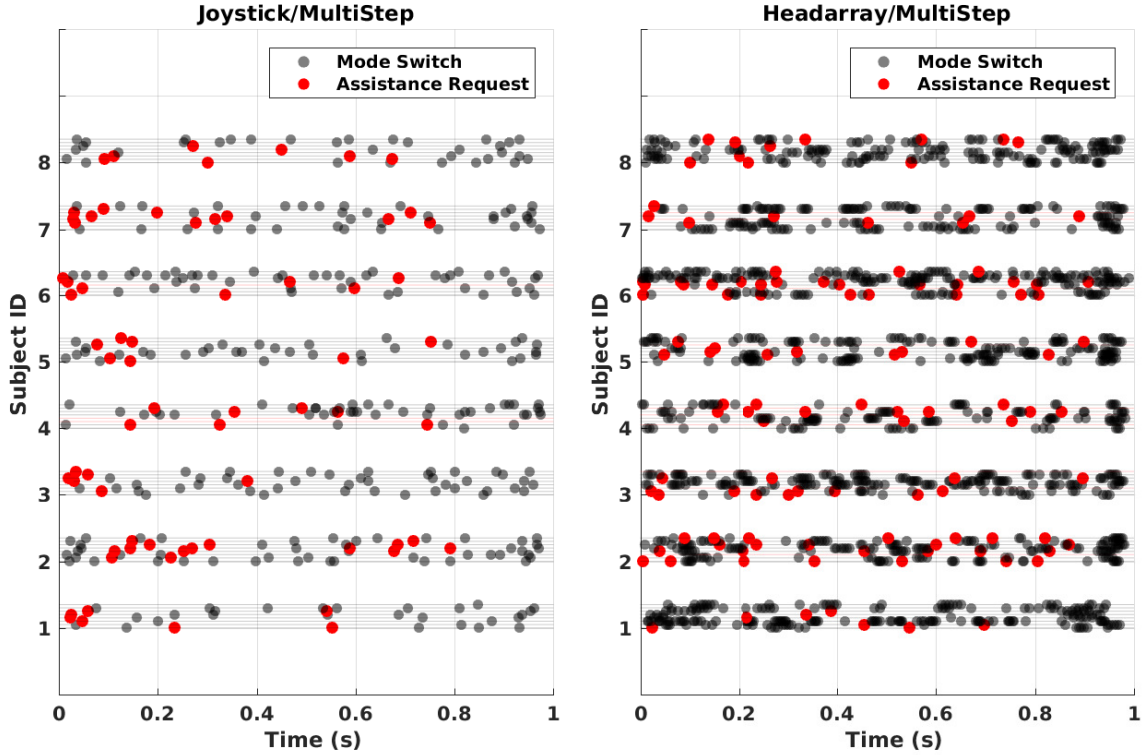 Joystick/MultiStep
Mode Switch
Assistance Request
8
7
6
5
4
3
2
1
Subject ID
0
0.2
0.4
0.6
0.8
1
Time (s)
Headarray/MultiStep
Mode Switch
Assistance Request
8
7
6
5
4
3
2
1
Subject ID
0
0.2
0.4
0.6
0.8
1
Time (s)